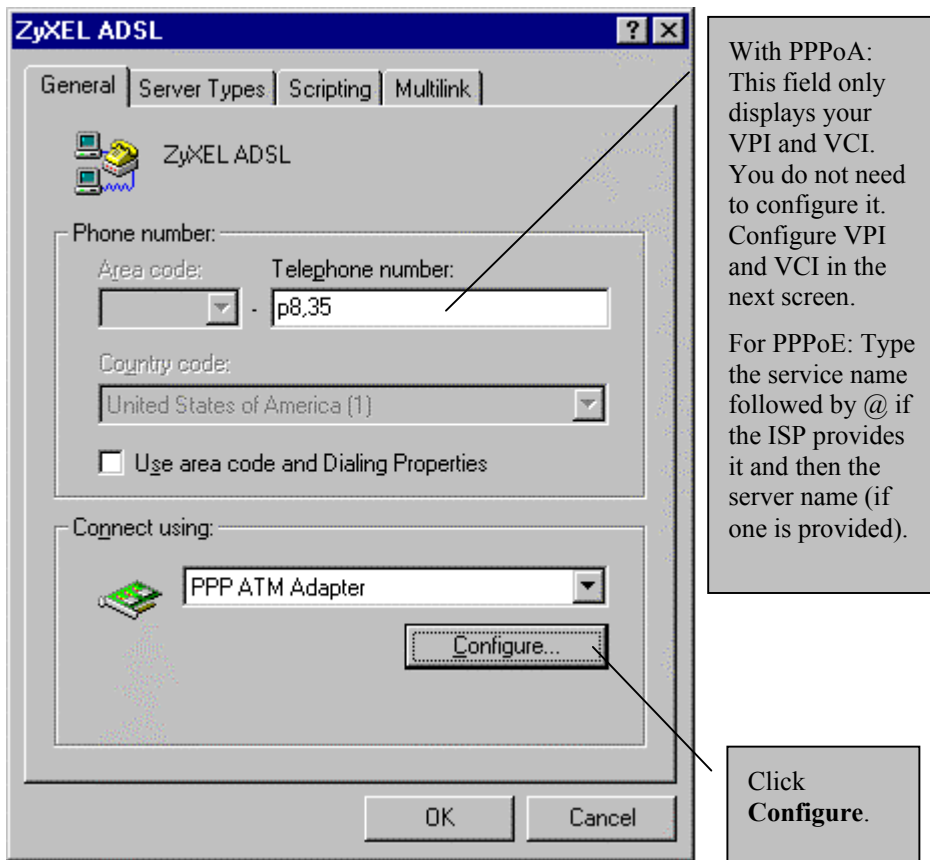 ZyXEL ADSL
General Server Types Scripting Multilink
ZyXEL ADSL
Phone number:
Area code: Telephone number:
- p8,35
Country code:
United States of America (1)
Use area code and Dialing Properties
Connect using:
PPP ATM Adapter
Configure...
OK Cancel
With PPPoA:
This field only
displays your
VPI and VCI.
You do not need
to configure it.
Configure VPI
and VCI in the
next screen.
For PPPoE: Type
the service name
followed by @ if
the ISP provides
it and then the
server name (if
one is provided).
Click
Configure.